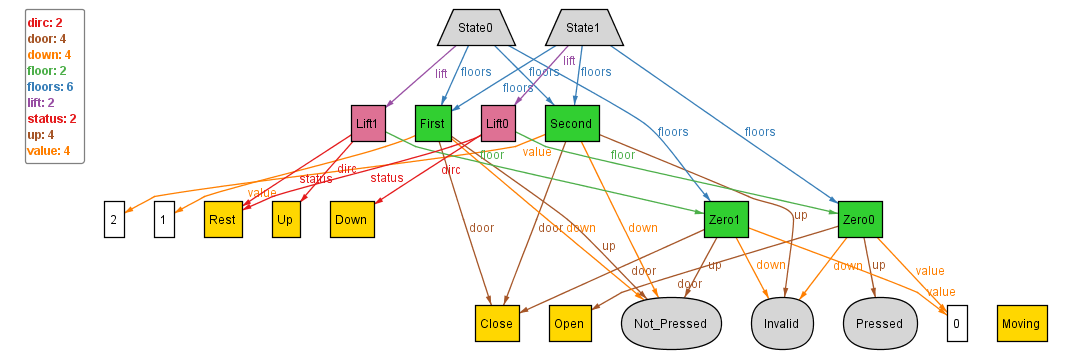 dirc: 2
door: 4
down: 4
floor: 2
floors: 6
lift: 2
status: 2
up: 4
value: 4
State0
State1
lift
floors
floors
floors
lift
floors
floors
floors
Lift1
First
Lift0
Second
value
floor
floor
dirc
dirc
status
status
value
2
1
Rest
Up
Down
Zero1
Zero0
door
door
down
down
up
up
door
door
up
down
down
up
value
value
Close
Open
Not_Pressed
Invalid
Pressed
0
Moving